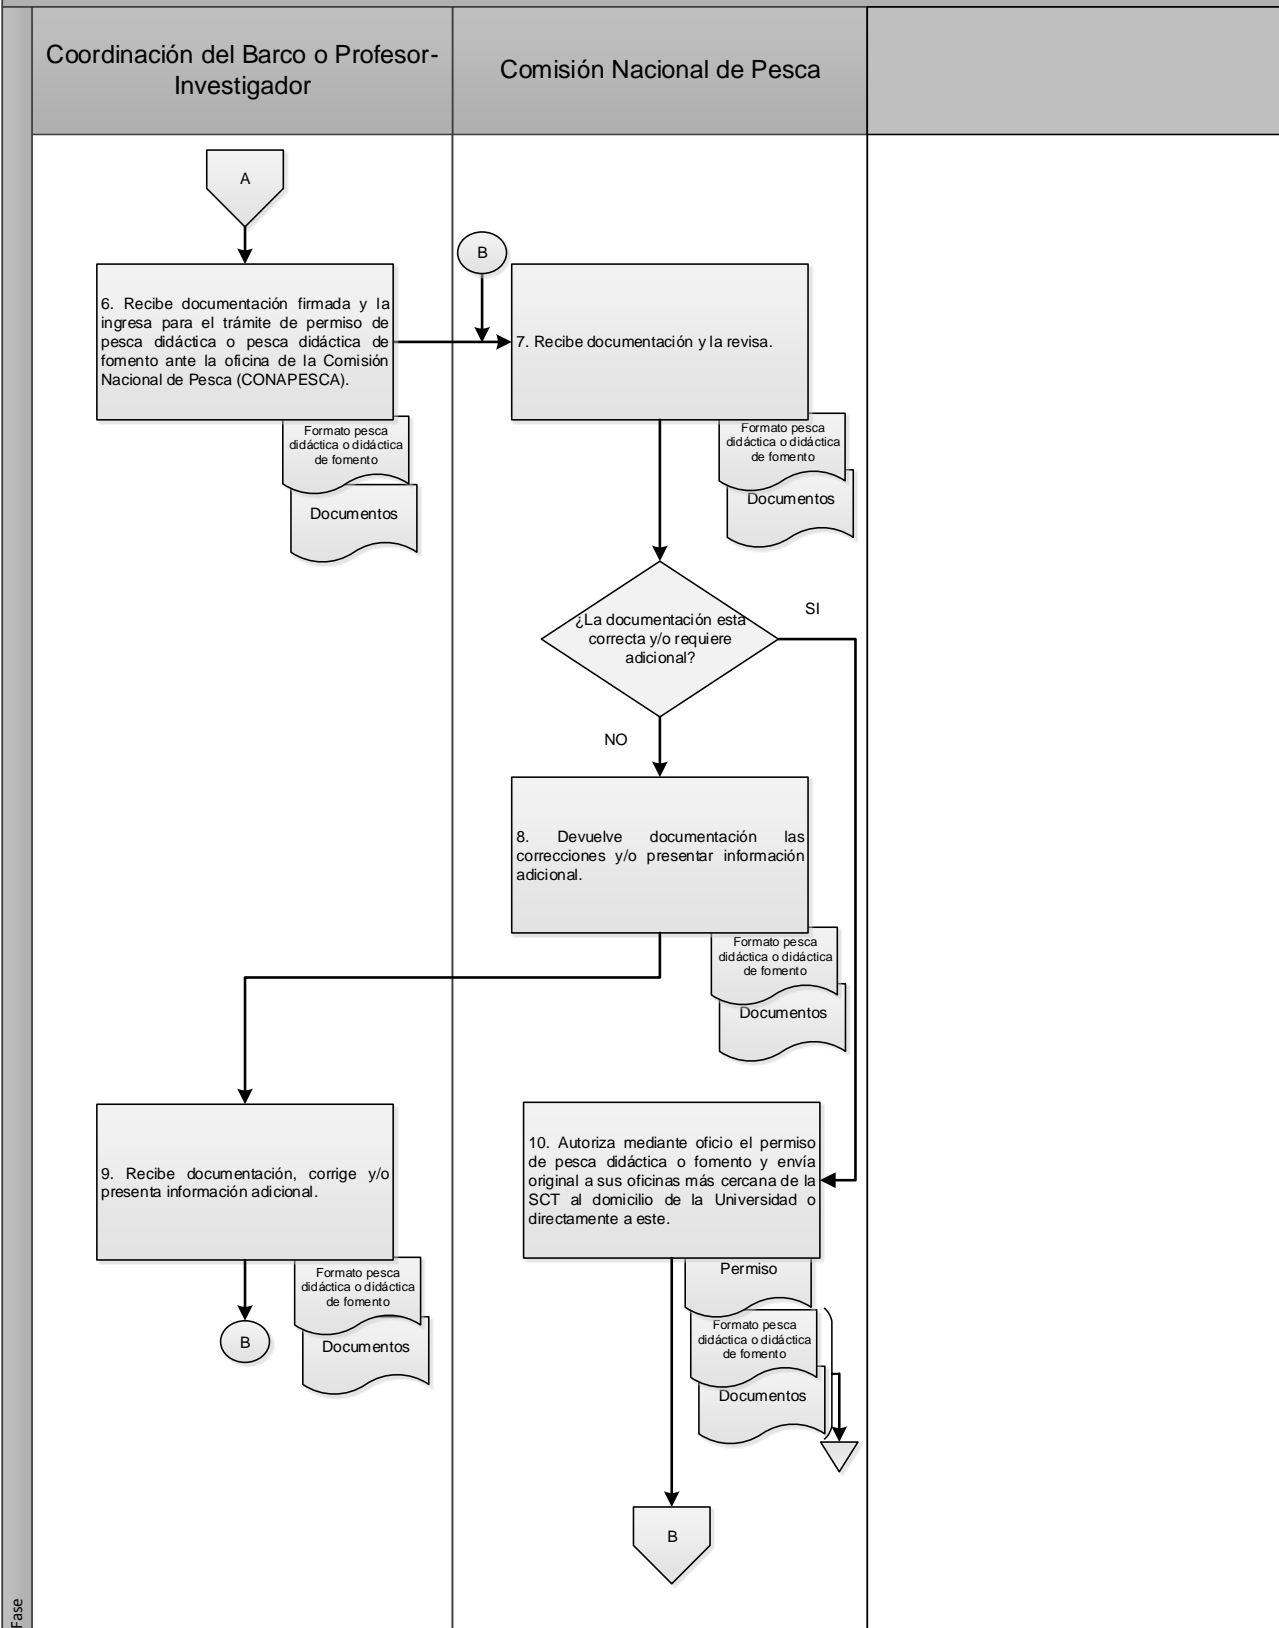 Coordinación del Barco o Profesor-
Investigador
Comisión Nacional de Pesca
A
B
6. Recibe documentación firmada y la
ingresa para el trámite de permiso de
pesca didáctica o pesca didáctica de
fomento ante la oficina de la Comisión
Nacional de Pesca (CONAPESCA).
7. Recibe documentación y la revisa.
Formato pesca
didáctica o didáctica
de fomento
Documentos
Formato pesca
didáctica o didáctica
de fomento
Documentos
¿La documentación esta
correcta y/o requiere
adicional?
SI
NO
8. Devuelve documentación las
correcciones y/o presentar información
adicional.
Formato pesca
didáctica o didáctica
de fomento
Documentos
9. Recibe documentación, corrige y/o
presenta información adicional.
Formato pesca
didáctica o didáctica
de fomento
Documentos
B
10. Autoriza mediante oficio el permiso
de pesca didáctica o fomento y envía
original a sus oficinas más cercana de la
SCT al domicilio de la Universidad o
directamente a este.
Permiso
Formato pesca
didáctica o didáctica
de fomento
Documentos
B
Fase